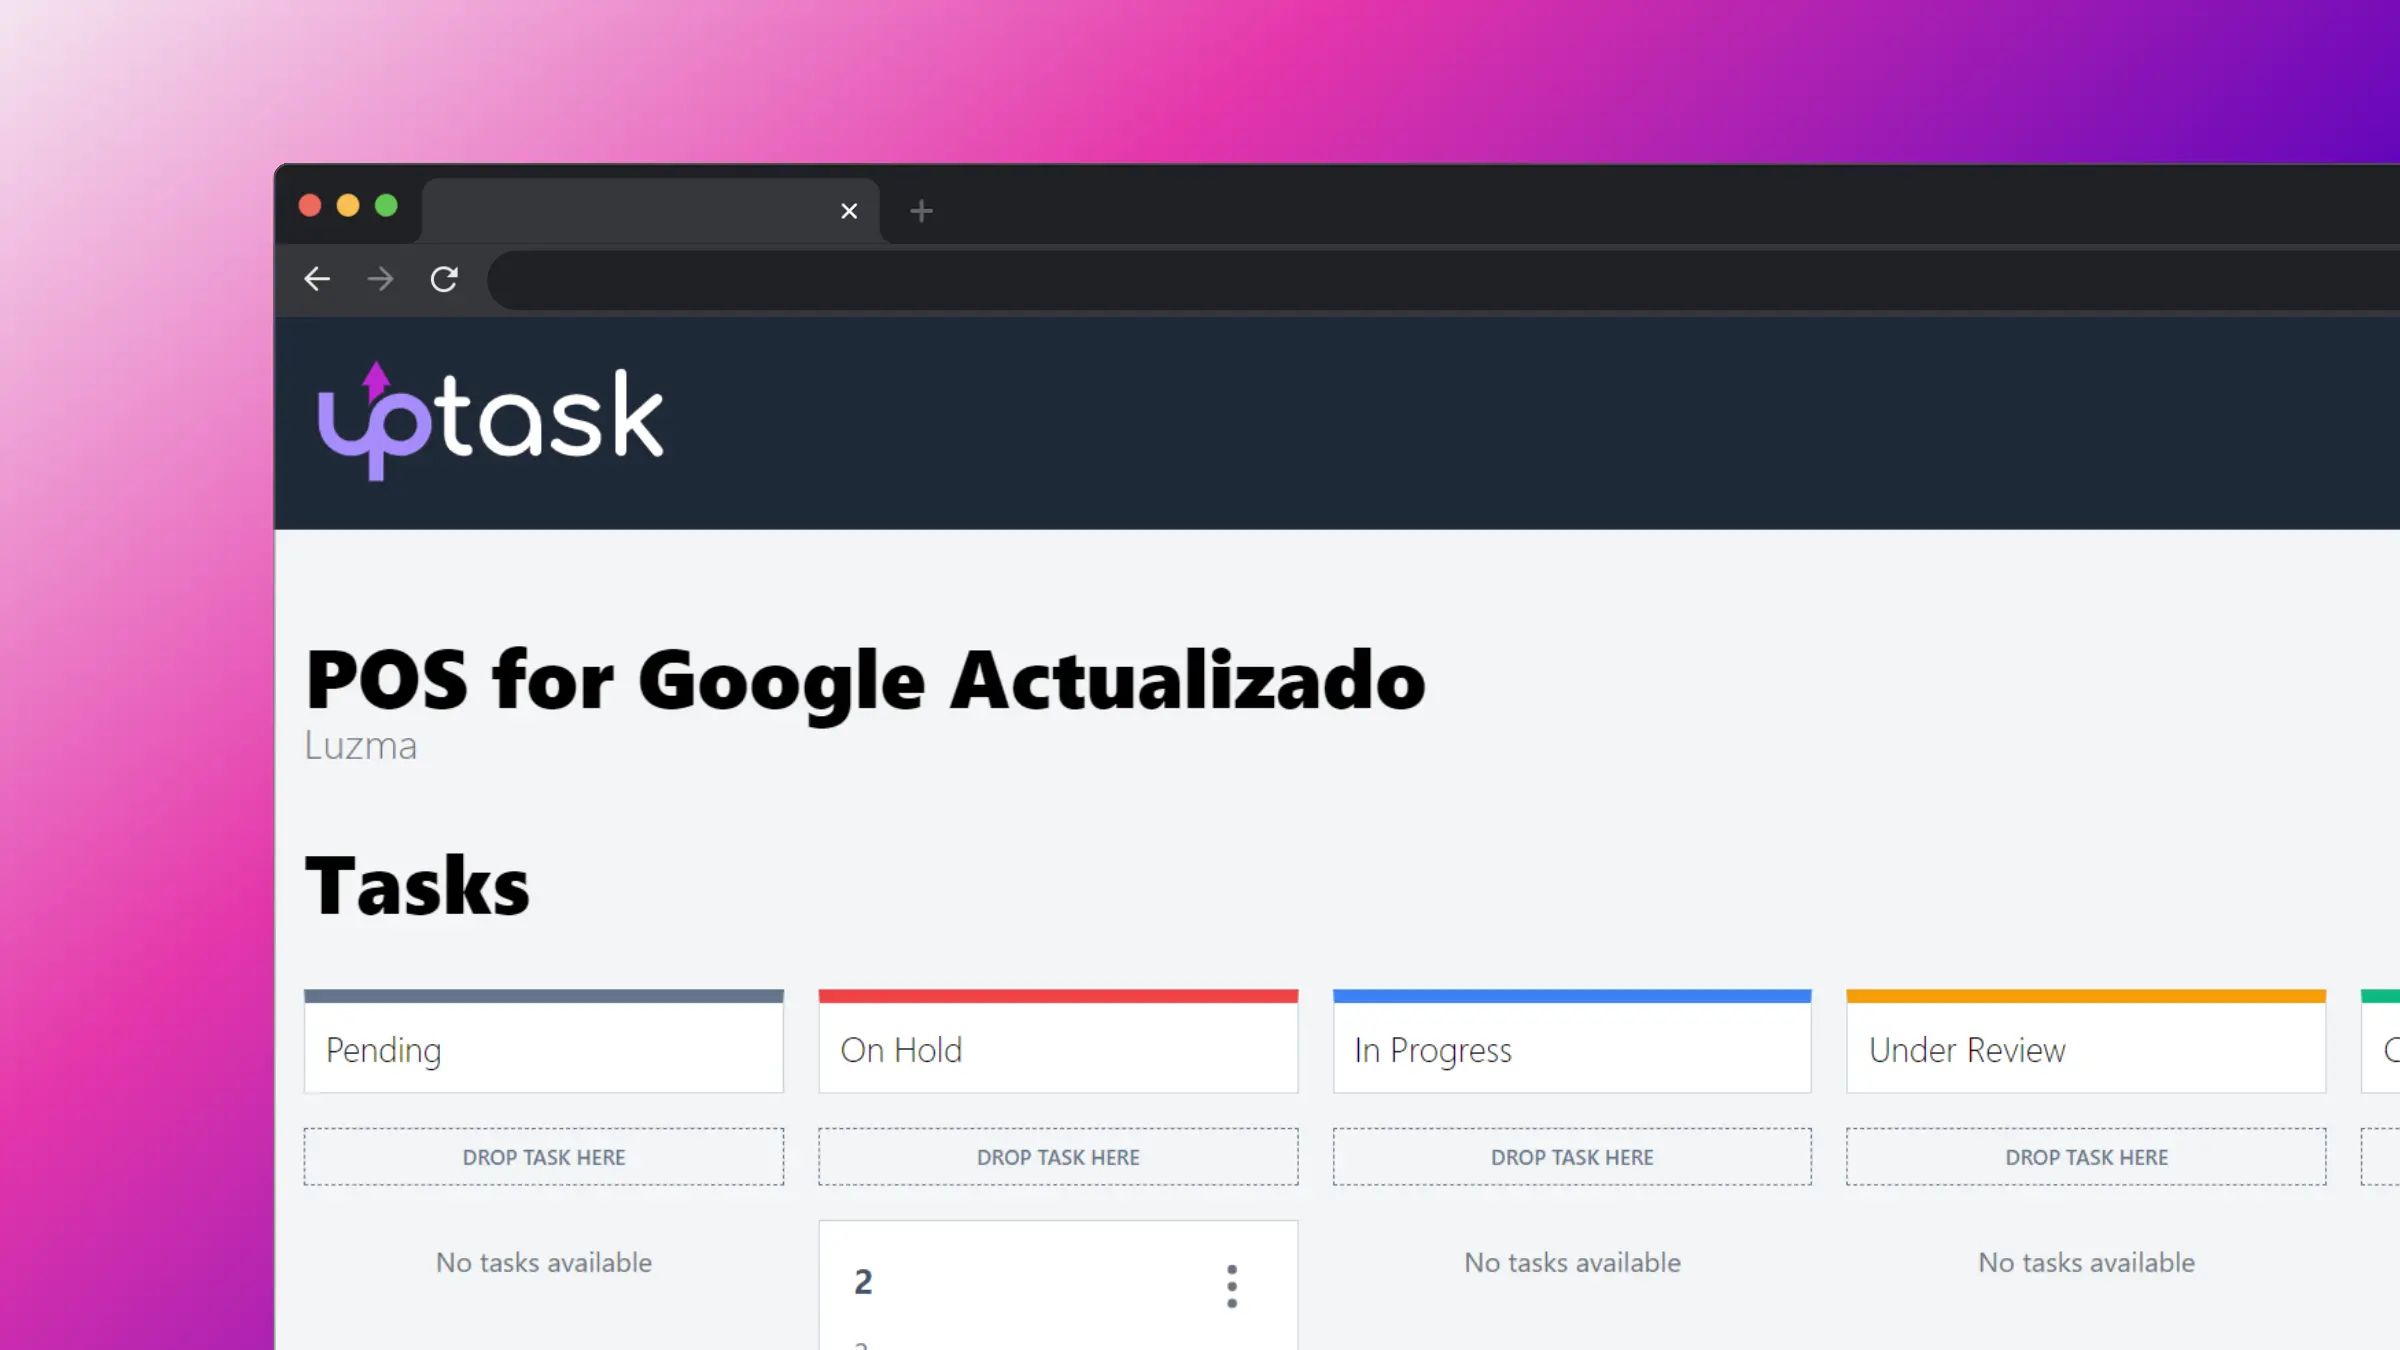 uptask
POS for Google Actualizado
Luzma
Tasks
Pending
On Hold
In Progress
Under Review
DROP TASK HERE
DROP TASK HERE
DROP TASK HERE
DROP TASK HERE
No tasks available
2
No tasks available
No tasks available